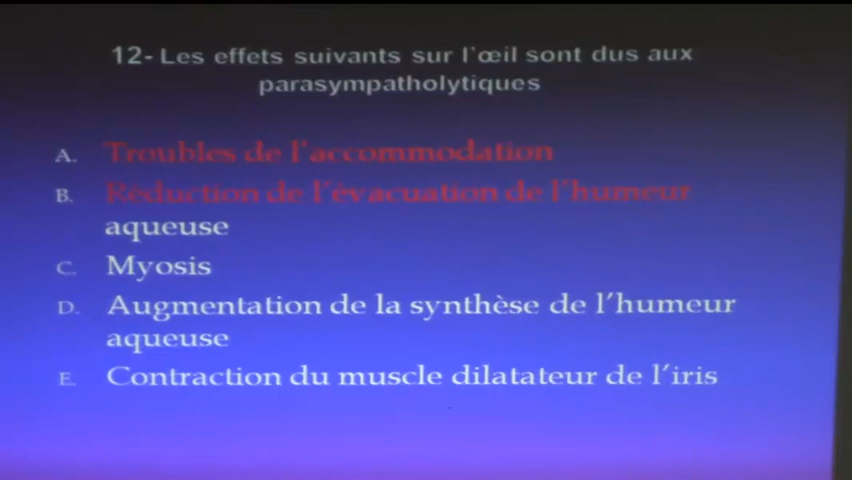 12- Les effets suivants sur l'œil sont dus aux
parasympatholytiques
A. Troubles de l'accommodation
B. Réduction de l'évacuation de l'humeur
aqueuse
C. Myosis
D. Augmentation de la synthèse de l'humeur
aqueuse
E. Contraction du muscle dilatateur de l'iris